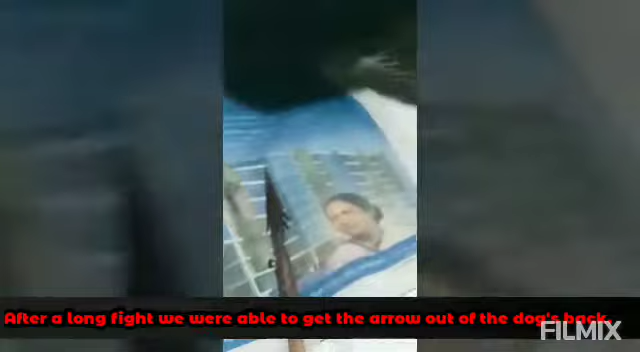 After a long fight we were able to get the arrow out of the dog's back
FILMIX